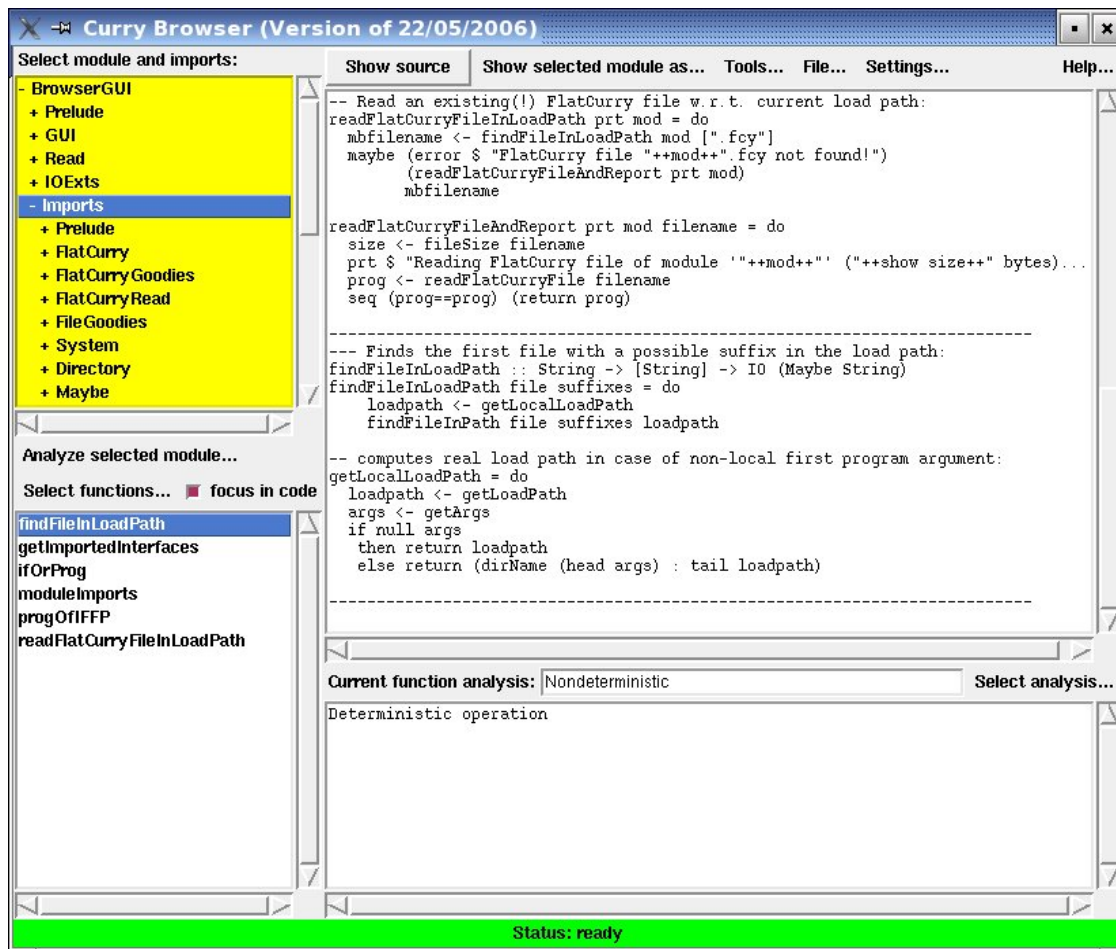 Curry Browser (Version of 22/05/2006)
Select module and imports:
- BrowserGUI
+ Prelude
+ GUI
+ Read
+ IOExts
- Imports
+ Prelude
+ FlatCurry
+ FlatCurryGoodies
+ FlatCurryRead
+ FileGoodies
+ System
+ Directory
+ Maybe
Analyze selected module...
Select functions... focus in code
findFileInLoadPath
getImportedInterfaces
ifOrProg
moduleImports
progOfIFFP
readFlatCurryFileInLoadPath
Show source Show selected module as... Tools... File... Settings... Help...
-- Read an existing(!) FlatCurry file w.r.t. current load path:
readFlatCurryFileInLoadPath prt mod = do
  mbfilename <- findFileInLoadPath mod [".fcy"]
  maybe (error $ "FlatCurry file "++mod++".fcy not found!")
        (readFlatCurryFileAndReport prt mod)
        mbfilename
readFlatCurryFileAndReport prt mod filename = do
  size <- fileSize filename
  prt $ "Reading FlatCurry file of module '"++mod++"' ("++show size++" bytes)...
  prog <- readFlatCurryFile filename
  seq (prog==prog) (return prog)
--------------------------------------------------------------------------
--- Finds the first file with a possible suffix in the load path:
findFileInLoadPath :: String -> [String] -> IO (Maybe String)
findFileInLoadPath file suffixes = do
    loadpath <- getLocalLoadPath
    findFileInPath file suffixes loadpath
-- computes real load path in case of non-local first program argument:
getLocalLoadPath = do
  loadpath <- getLoadPath
  args <- getArgs
  if null args
   then return loadpath
   else return (dirName (head args) : tail loadpath)
--------------------------------------------------------------------------
Current function analysis: Nondeterministic Select analysis...
Deterministic operation
Status: ready